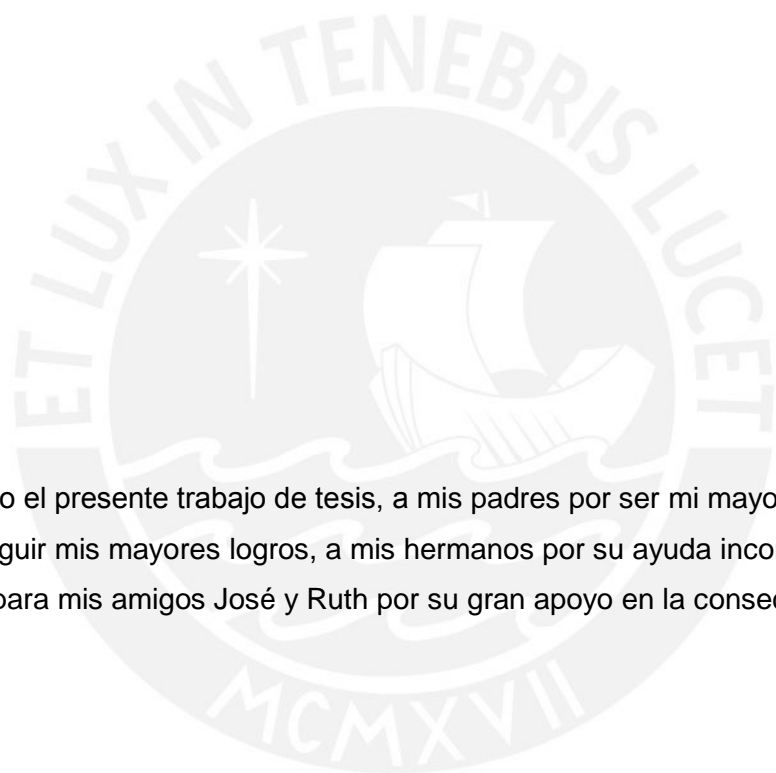 ET LUX IN TENEBRIS LUCET
o el presente trabajo de tesis, a mis padres por ser mi mayo
guir mis mayores logros, a mis hermanos por su ayuda inco
para mis amigos José y Ruth por su gran apoyo en la consec
MCMXVII